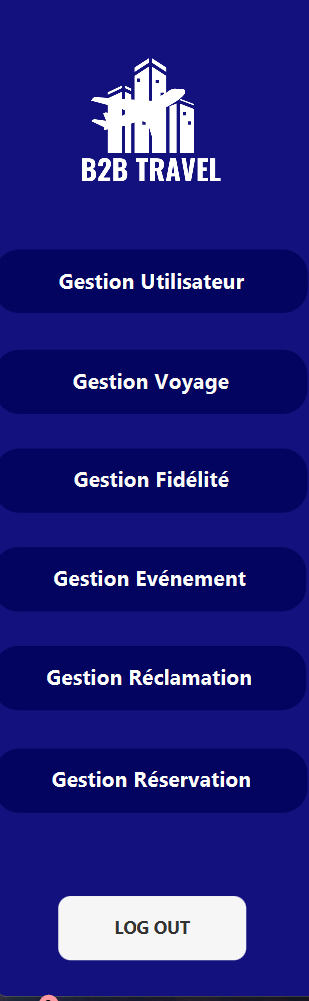 B2B TRAVEL
Gestion Utilisateur
Gestion Voyage
Gestion Fidélité
Gestion Evénement
Gestion Réclamation
Gestion Réservation
LOG OUT